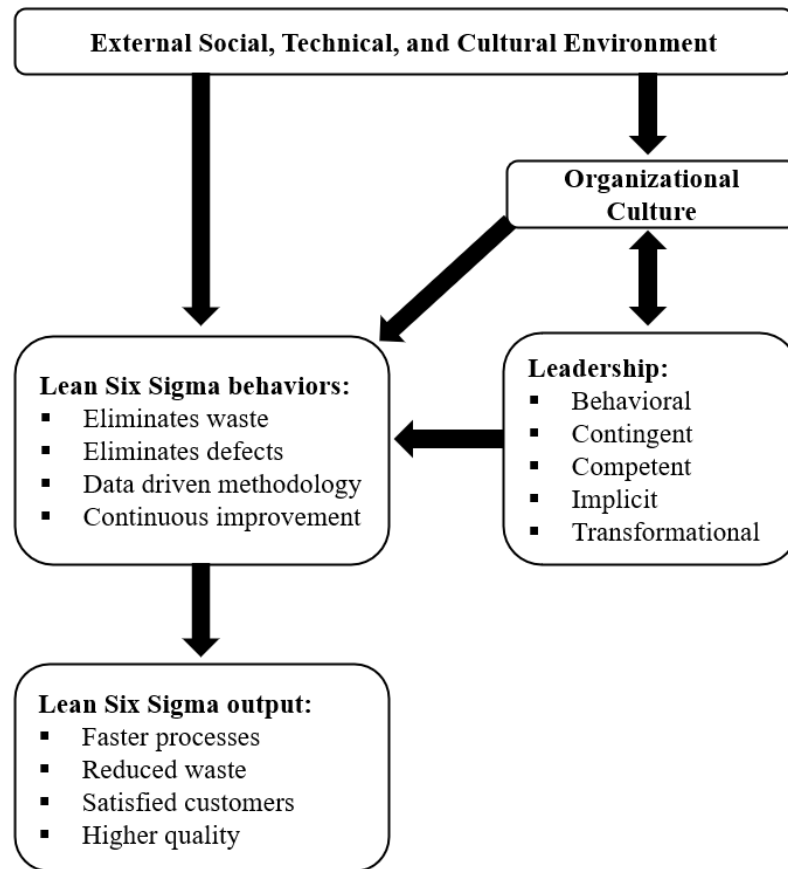 External Social, Technical, and Cultural Environment
Organizational
Culture
Lean Six Sigma behaviors:
▪ Eliminates waste
▪ Eliminates defects
▪ Data driven methodology
▪ Continuous improvement
Leadership:
▪ Behavioral
▪ Contingent
▪ Competent
▪ Implicit
▪ Transformational
Lean Six Sigma output:
▪ Faster processes
▪ Reduced waste
▪ Satisfied customers
▪ Higher quality